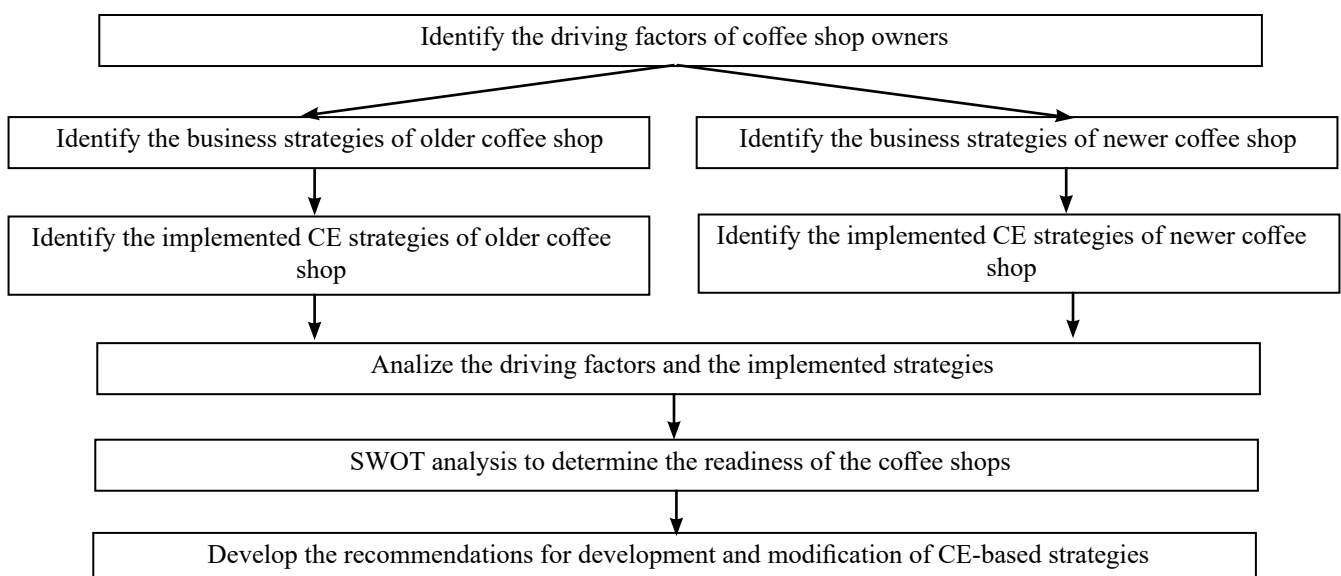 Identify the driving factors of coffee shop owners
Identify the business strategies of older coffee shop
Identify the business strategies of newer coffee shop
Identify the implemented CE strategies of older coffee
shop
Identify the implemented CE strategies of newer coffee
shop
Analize the driving factors and the implemented strategies
SWOT analysis to determine the readiness of the coffee shops
Develop the recommendations for development and modification of CE-based strategies